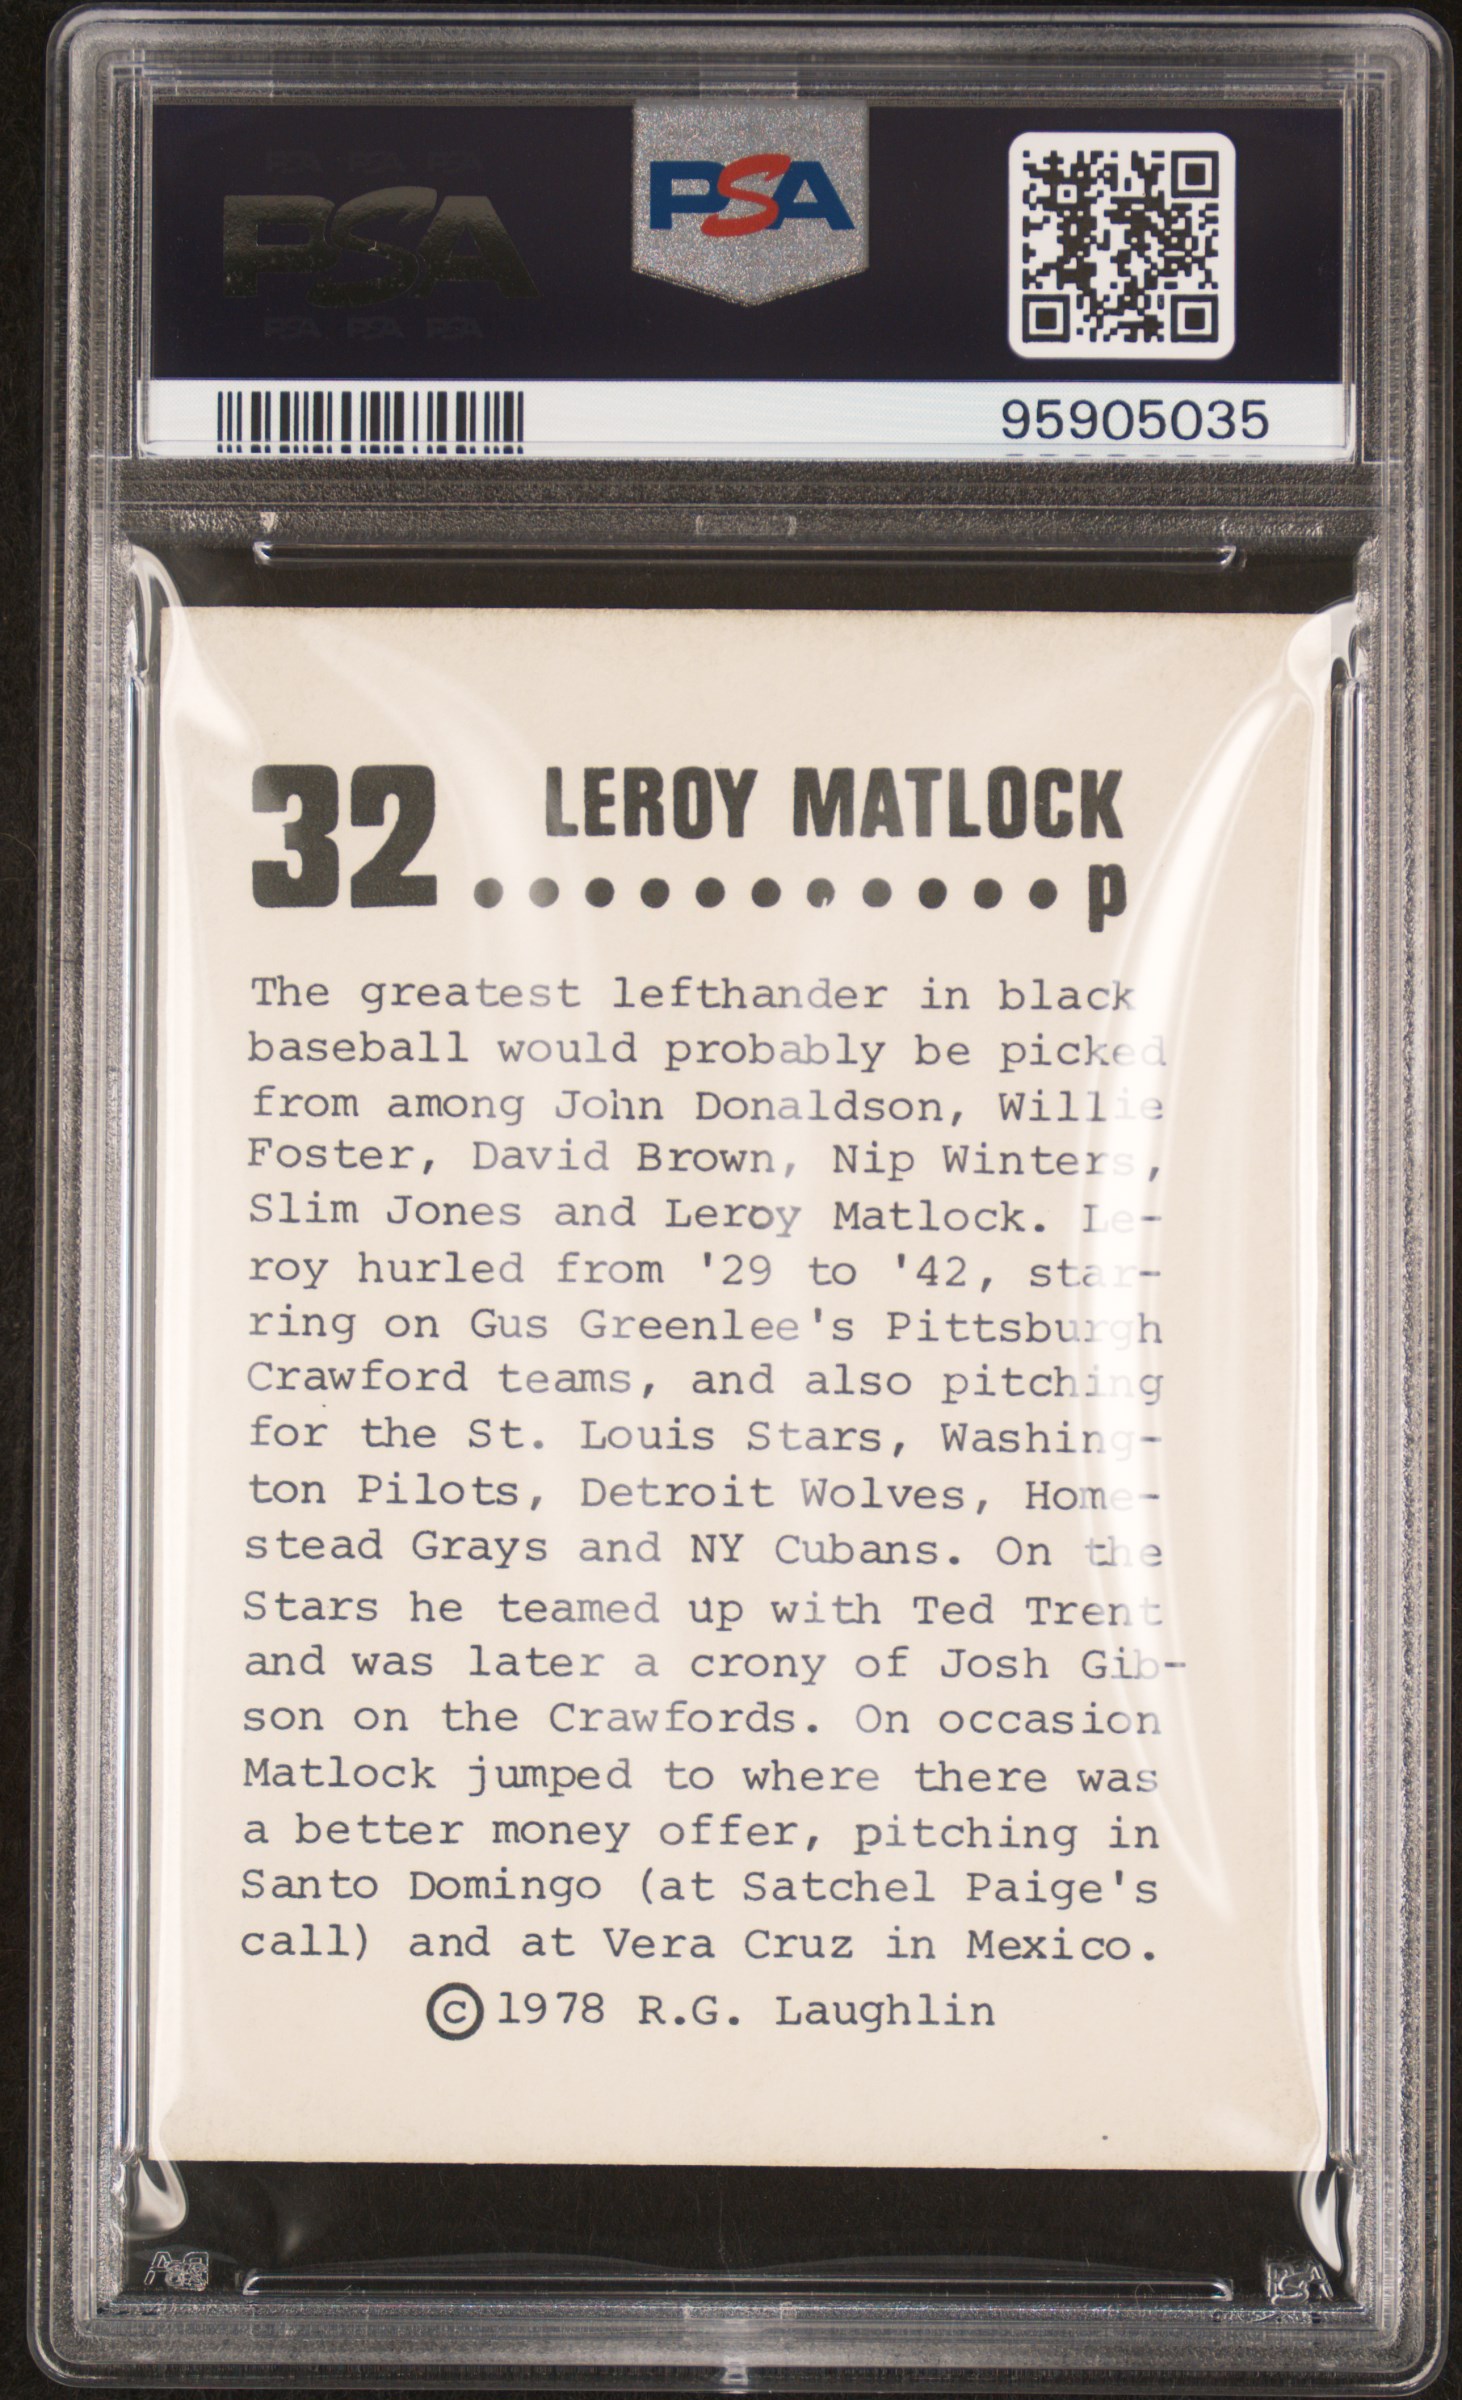 PSA
PSA
95905035
32 LEROY MATLOCK
............ p
The greatest lefthander in black
baseball would probably be picked
from among John Donaldson, Willie
Foster, David Brown, Nip Winters,
Slim Jones and Leroy Matlock. Le-
roy hurled from '29 to '42, star-
ring on Gus Greenlee's Pittsburgh
Crawford teams, and also pitching
for the St. Louis Stars, Washing-
ton Pilots, Detroit Wolves, Home-
stead Grays and NY Cubans. On the
Stars he teamed up with Ted Trent
and was later a crony of Josh Gib-
son on the Crawfords. On occasion
Matlock jumped to where there was
a better money offer, pitching in
Santo Domingo (at Satchel Paige's
call) and at Vera Cruz in Mexico.
©1978 R.G. Laughlin
PSA